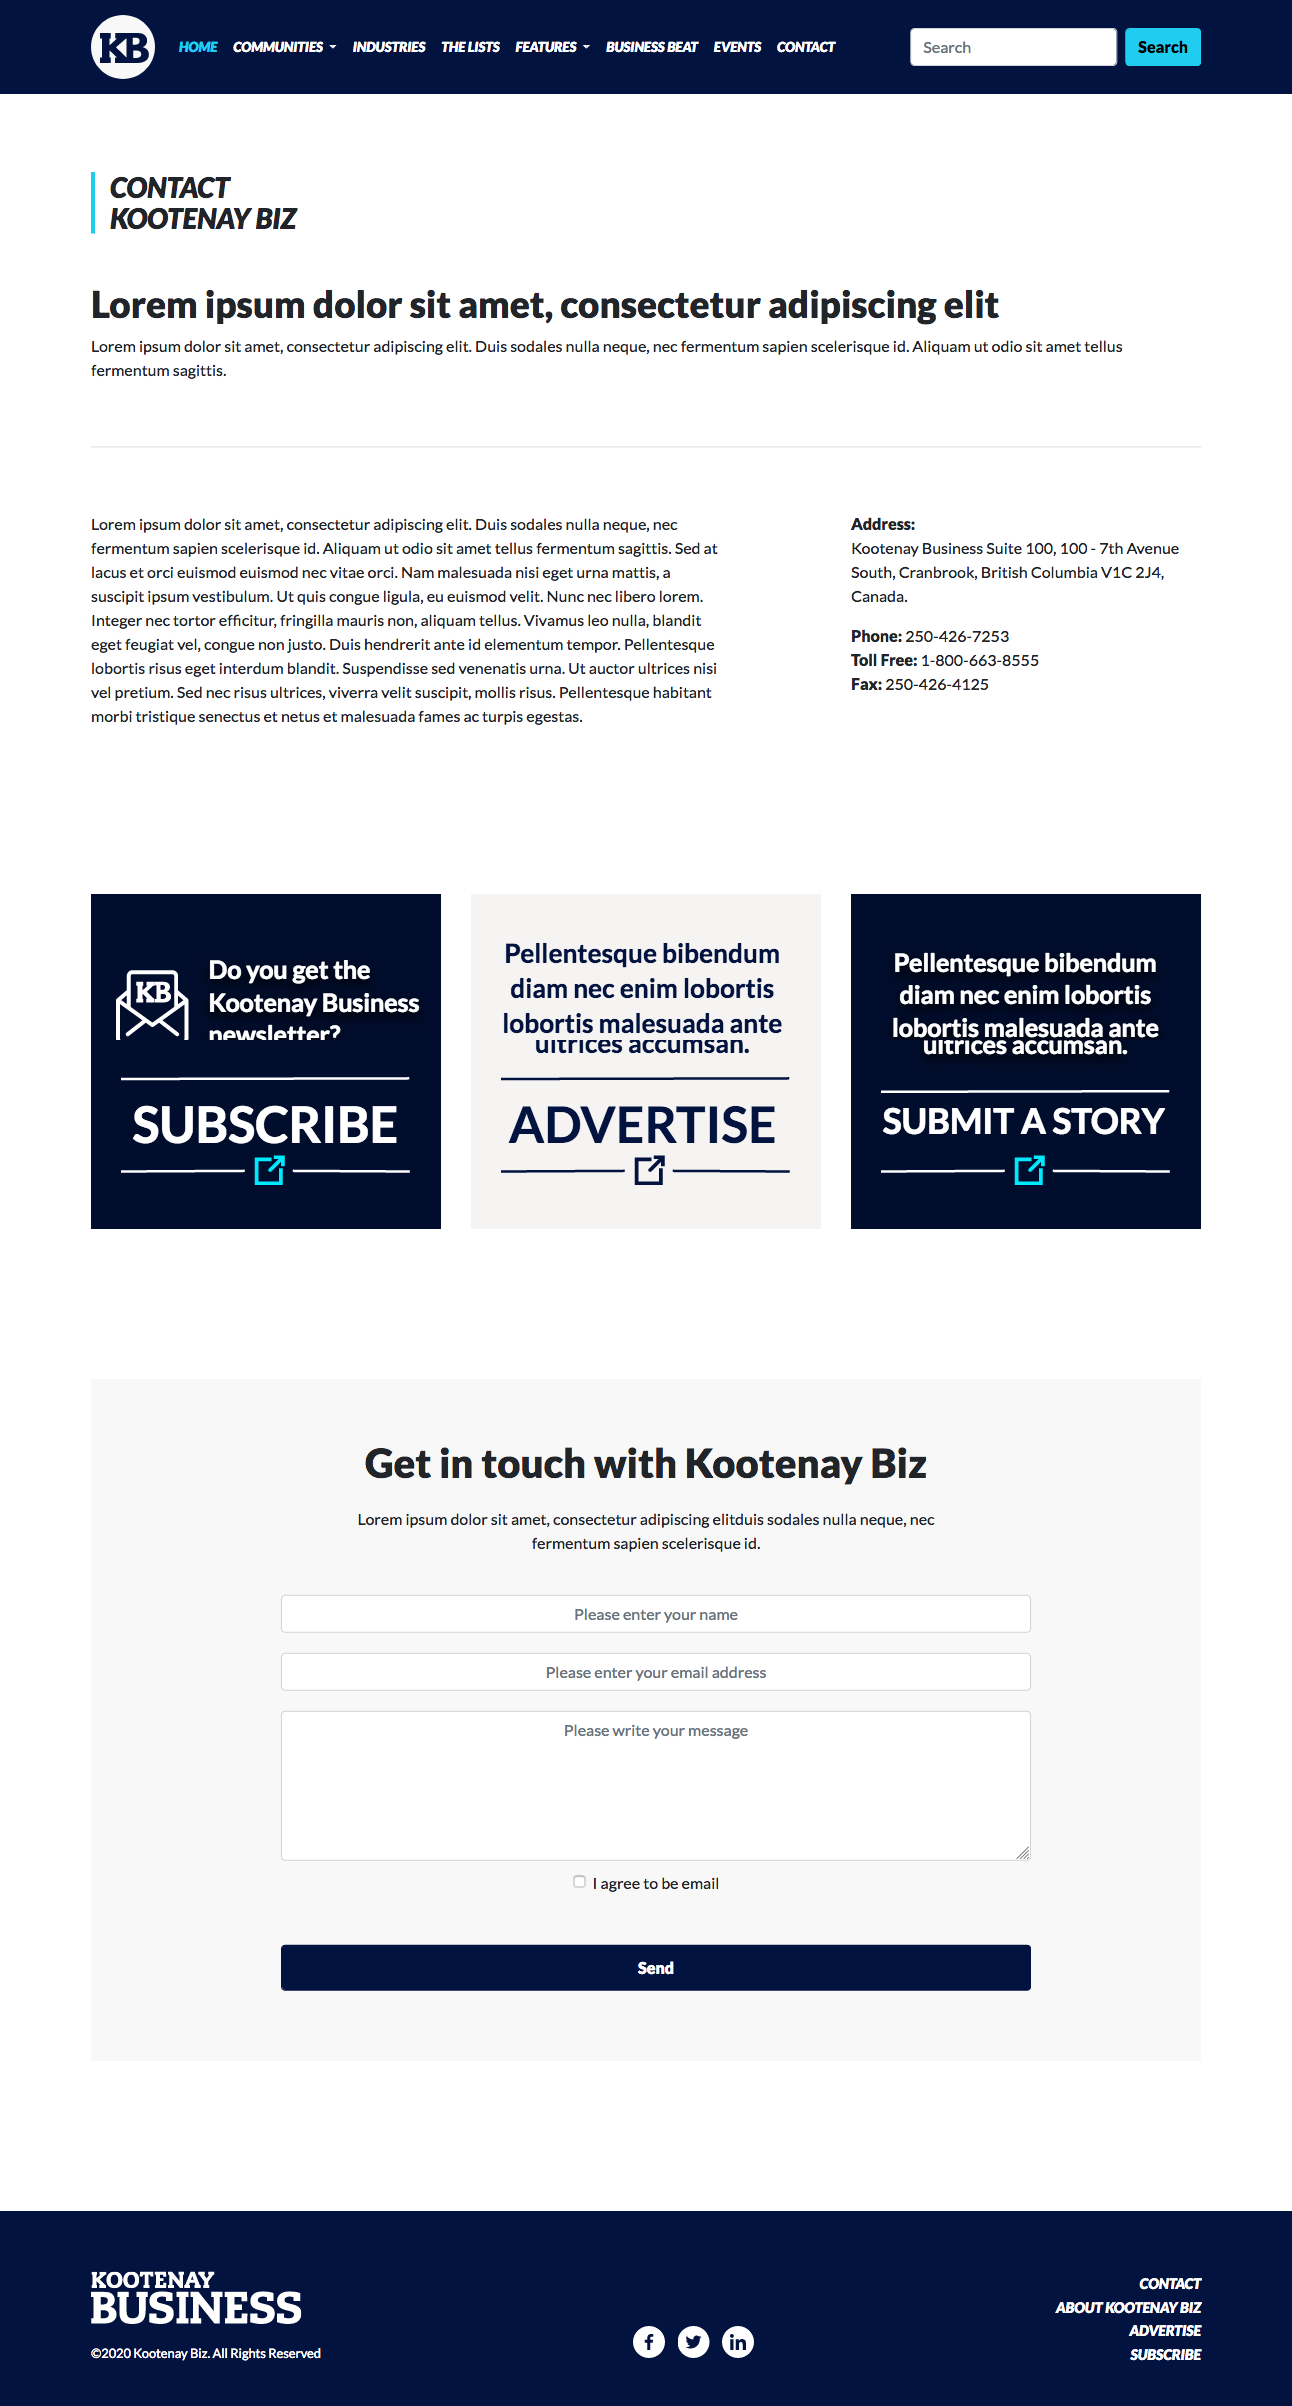 KB
HOME COMMUNITIES INDUSTRIES THE LISTS FEATURES BUSINESS BEAT EVENTS CONTACT
Search
Search
CONTACT
KOOTENAY BIZ
Lorem ipsum dolor sit amet, consectetur adipiscing elit
Lorem ipsum dolor sit amet, consectetur adipiscing elit. Duis sodales nulla neque, nec fermentum sapien scelerisque id. Aliquam ut odio sit amet tellus
fermentum sagittis.
Lorem ipsum dolor sit amet, consectetur adipiscing elit. Duis sodales nulla neque, nec
fermentum sapien scelerisque id. Aliquam ut odio sit amet tellus fermentum sagittis. Sed at
lacus et orci euismod euismod nec vitae orci. Nam malesuada nisi eget urna mattis, a
suscipit ipsum vestibulum. Ut quis congue ligula, eu euismod velit. Nunc nec libero lorem.
Integer nec tortor efficitur, fringilla mauris non, aliquam tellus. Vivamus leo nulla, blandit
eget feugiat vel, congue non justo. Duis hendrerit ante id elementum tempor. Pellentesque
lobortis risus eget interdum blandit. Suspendisse sed venenatis urna. Ut auctor ultrices nisi
vel pretium. Sed nec risus ultrices, viverra velit suscipit, mollis risus. Pellentesque habitant
morbi tristique senectus et netus et malesuada fames ac turpis egestas.
Address:
Kootenay Business Suite 100, 100 - 7th Avenue
South, Cranbrook, British Columbia V1C 2J4,
Canada.
Phone: 250-426-7253
Toll Free: 1-800-663-8555
Fax: 250-426-4125
KB
Do you get the
Kootenay Business
newsletter?
SUBSCRIBE
Pellentesque bibendum
diam nec enim lobortis
lobortis malesuada ante
ultrices accumsan.
ADVERTISE
Pellentesque bibendum
diam nec enim lobortis
lobortis malesuada ante
ultrices accumsan.
SUBMIT A STORY
Get in touch with Kootenay Biz
Lorem ipsum dolor sit amet, consectetur adipiscing elitduis sodales nulla neque, nec
fermentum sapien scelerisque id.
Please enter your name
Please enter your email address
Please write your message
I agree to be email
Send
KOOTENAY
BUSINESS
©2020 Kootenay Biz. All Rights Reserved
CONTACT
ABOUT KOOTENAY BIZ
ADVERTISE
SUBSCRIBE